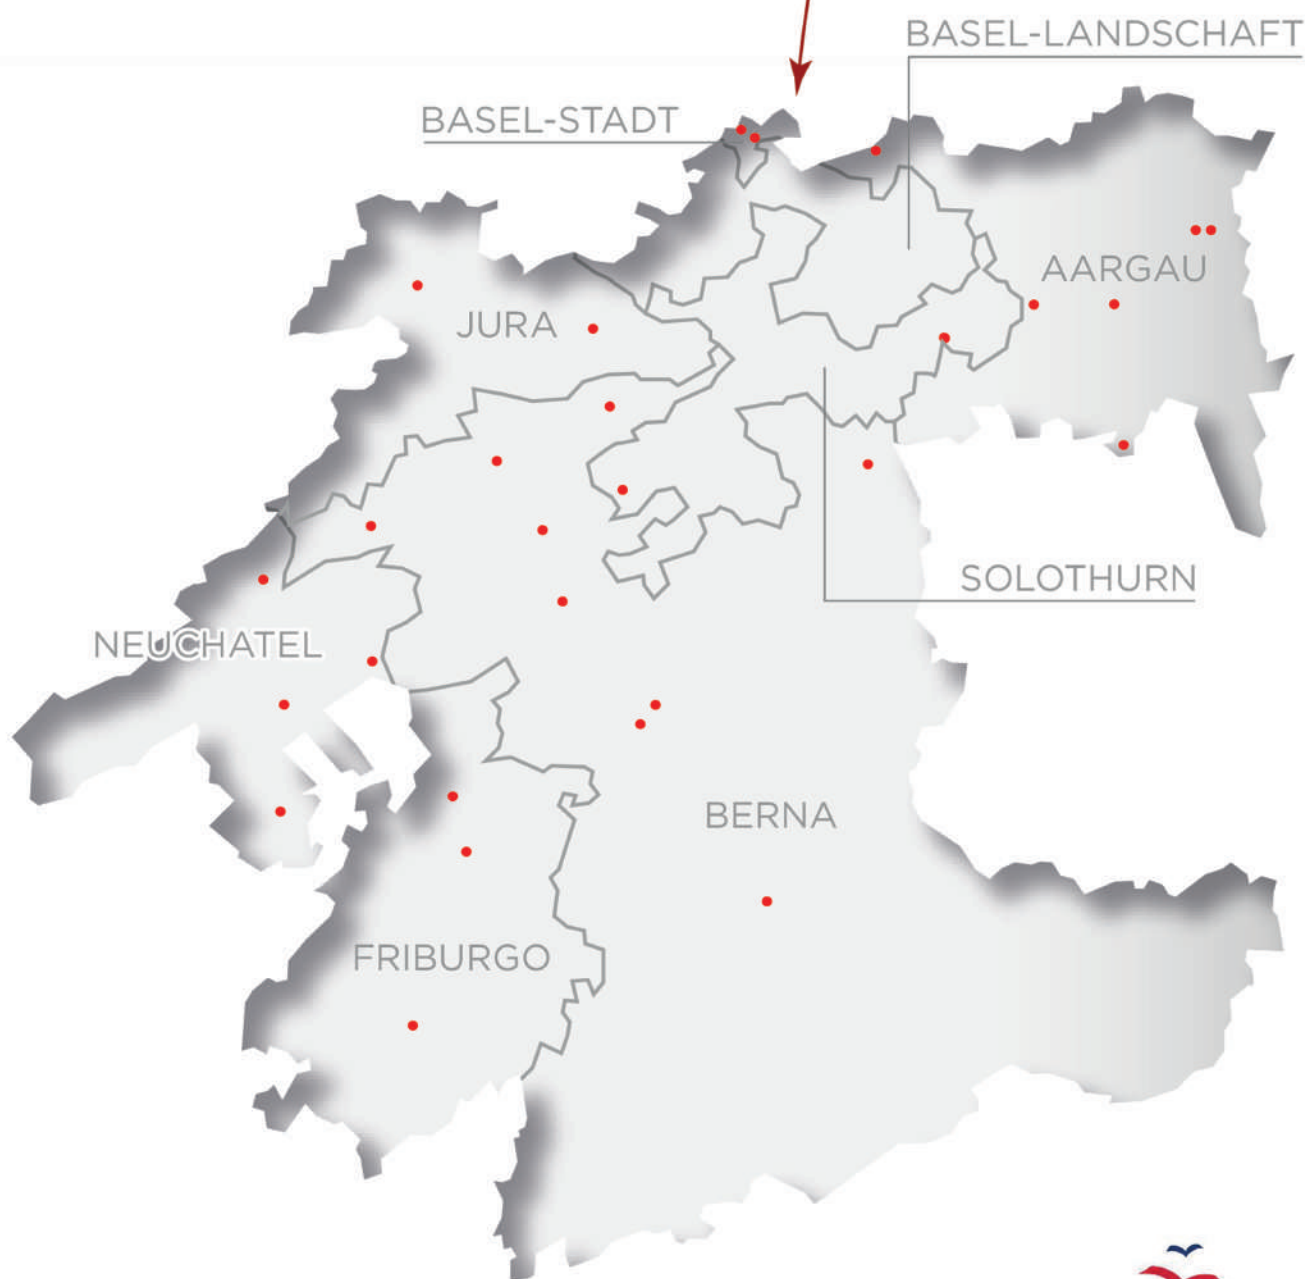 BASEL-LANDSCHAFT
BASEL-STADT
AARGAU
JURA
SOLOTHURN
NEUCHATEL
BERNA
FRIBURGO